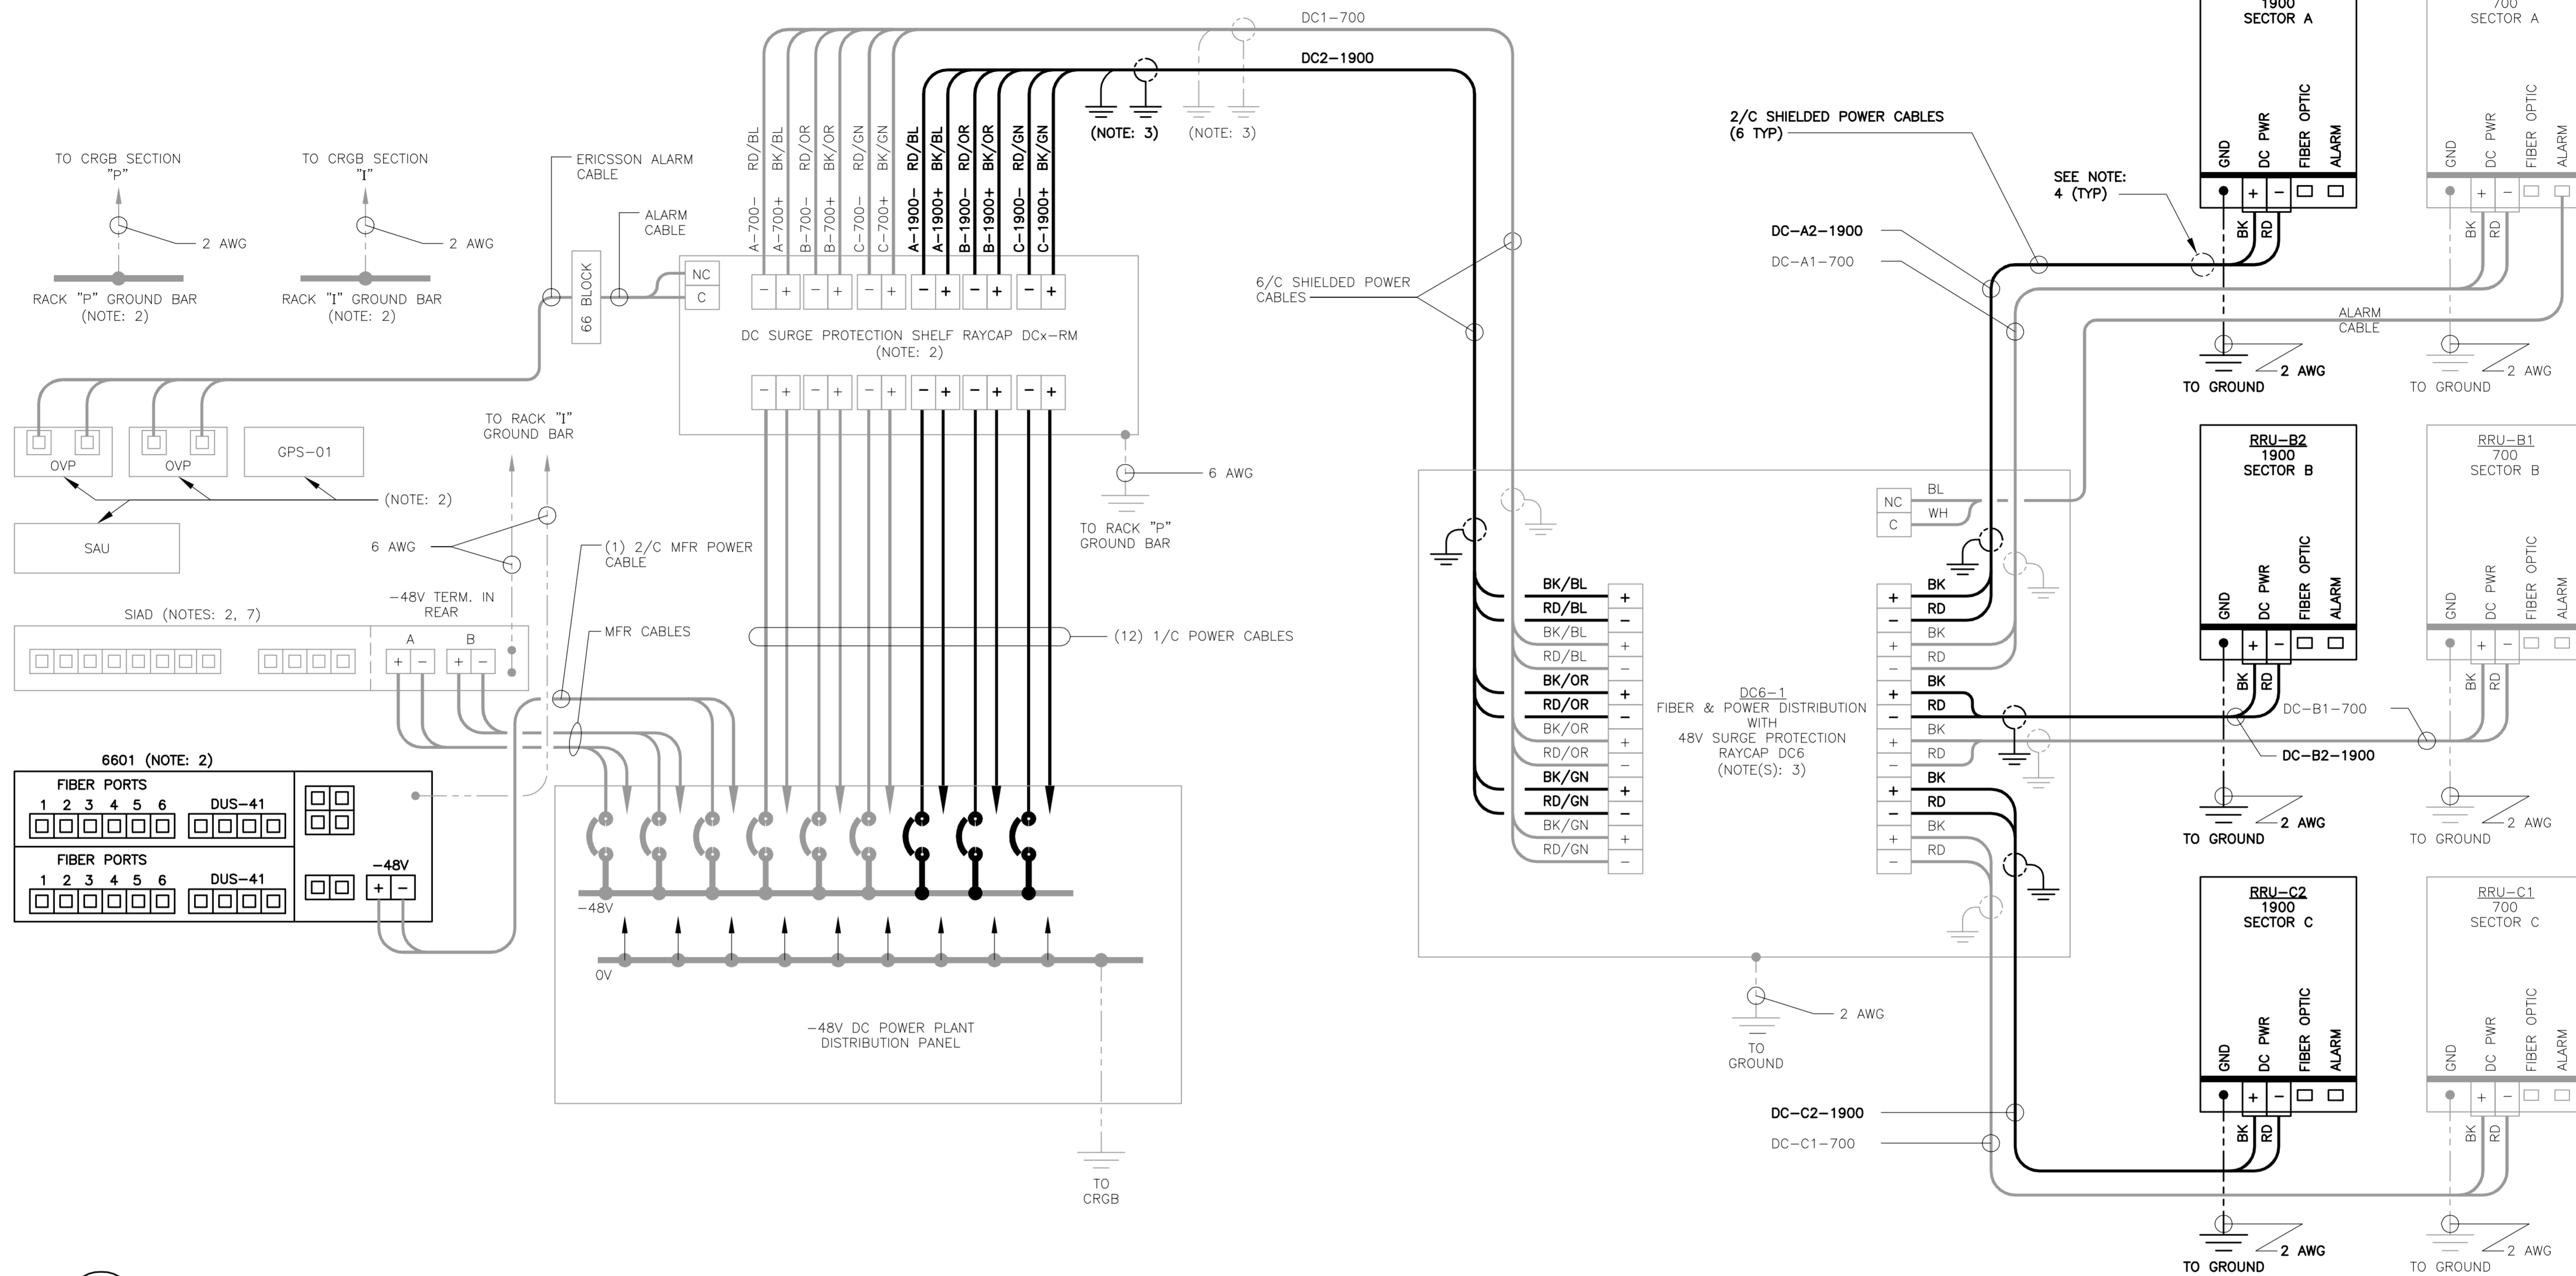 TO CRGB SECTION
"P"
2 AWG
RACK "P" GROUND BAR
(NOTE: 2)
TO CRGB SECTION
"I"
2 AWG
RACK "I" GROUND BAR
(NOTE: 2)
ERICSSON ALARM
CABLE
ALARM
CABLE
66 BLOCK
NC
C
A-700- RD/BL
A-700+ BK/BL
B-700- RD/OR
B-700+ BK/OR
C-700- RD/GN
C-700+ BK/GN
A-1900- RD/BL
A-1900+ BK/BL
B-1900- RD/OR
B-1900+ BK/OR
C-1900- RD/GN
C-1900+ BK/GN
DC1-700
DC2-1900
(NOTE: 3)
(NOTE: 3)
- + - + - + - + - + - +
DC SURGE PROTECTION SHELF RAYCAP DCx-RM
(NOTE: 2)
- + - + - + - + - + - +
6 AWG
TO RACK "P"
GROUND BAR
OVP
OVP
GPS-01
(NOTE: 2)
SAU
TO RACK "I"
GROUND BAR
6 AWG
-48V TERM. IN
REAR
SIAD (NOTES: 2, 7)
A
B
+ - + -
(1) 2/C MFR POWER
CABLE
MFR CABLES
(12) 1/C POWER CABLES
6601 (NOTE: 2)
FIBER PORTS
1 2 3 4 5 6 DUS-41
FIBER PORTS
1 2 3 4 5 6 DUS-41
-48V
+ -
-48V
0V
-48V DC POWER PLANT
DISTRIBUTION PANEL
TO
CRGB
6/C SHIELDED POWER
CABLES
BK/BL +
RD/BL -
BK/BL +
RD/BL -
BK/OR +
RD/OR -
BK/OR +
RD/OR -
BK/GN +
RD/GN -
BK/GN +
RD/GN -
DC6-1
FIBER & POWER DISTRIBUTION
WITH
48V SURGE PROTECTION
RAYCAP DC6
(NOTE(S): 3)
NC BL
C WH
+ BK
- RD
+ BK
- RD
+ BK
- RD
+ BK
- RD
+ BK
- RD
+ BK
- RD
2 AWG
TO
GROUND
2/C SHIELDED POWER CABLES
(6 TYP)
SEE NOTE:
4 (TYP)
DC-A2-1900
DC-A1-700
ALARM
CABLE
DC-B1-700
DC-B2-1900
DC-C2-1900
DC-C1-700
1900
SECTOR A
GND
DC PWR
FIBER OPTIC
ALARM
+ -
BK
RD
2 AWG
TO GROUND
700
SECTOR A
GND
DC PWR
FIBER OPTIC
ALARM
+ -
BK
RD
2 AWG
TO GROUND
RRU-B2
1900
SECTOR B
GND
DC PWR
FIBER OPTIC
ALARM
+ -
BK
RD
2 AWG
TO GROUND
RRU-B1
700
SECTOR B
GND
DC PWR
FIBER OPTIC
ALARM
+ -
BK
RD
2 AWG
TO GROUND
RRU-C2
1900
SECTOR C
GND
DC PWR
FIBER OPTIC
ALARM
+ -
BK
RD
2 AWG
TO GROUND
RRU-C1
700
SECTOR C
GND
DC PWR
FIBER OPTIC
ALARM
+ -
BK
RD
2 AWG
TO GROUND